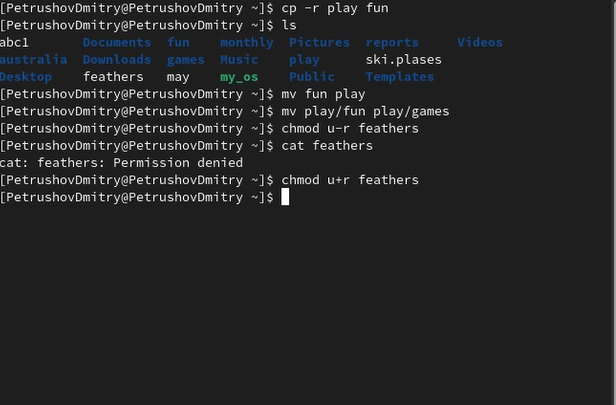 [PetrushovDmitry@PetrushovDmitry ~]$ cp -r play fun
[PetrushovDmitry@PetrushovDmitry ~]$ ls
abc1 Documents fun monthly Pictures reports Videos
australia Downloads games Music play ski.plases
Desktop feathers may my_os Public Templates
[PetrushovDmitry@PetrushovDmitry ~]$ mv fun play
[PetrushovDmitry@PetrushovDmitry ~]$ mv play/fun play/games
[PetrushovDmitry@PetrushovDmitry ~]$ chmod u-r feathers
[PetrushovDmitry@PetrushovDmitry ~]$ cat feathers
cat: feathers: Permission denied
[PetrushovDmitry@PetrushovDmitry ~]$ chmod u+r feathers
[PetrushovDmitry@PetrushovDmitry ~]$